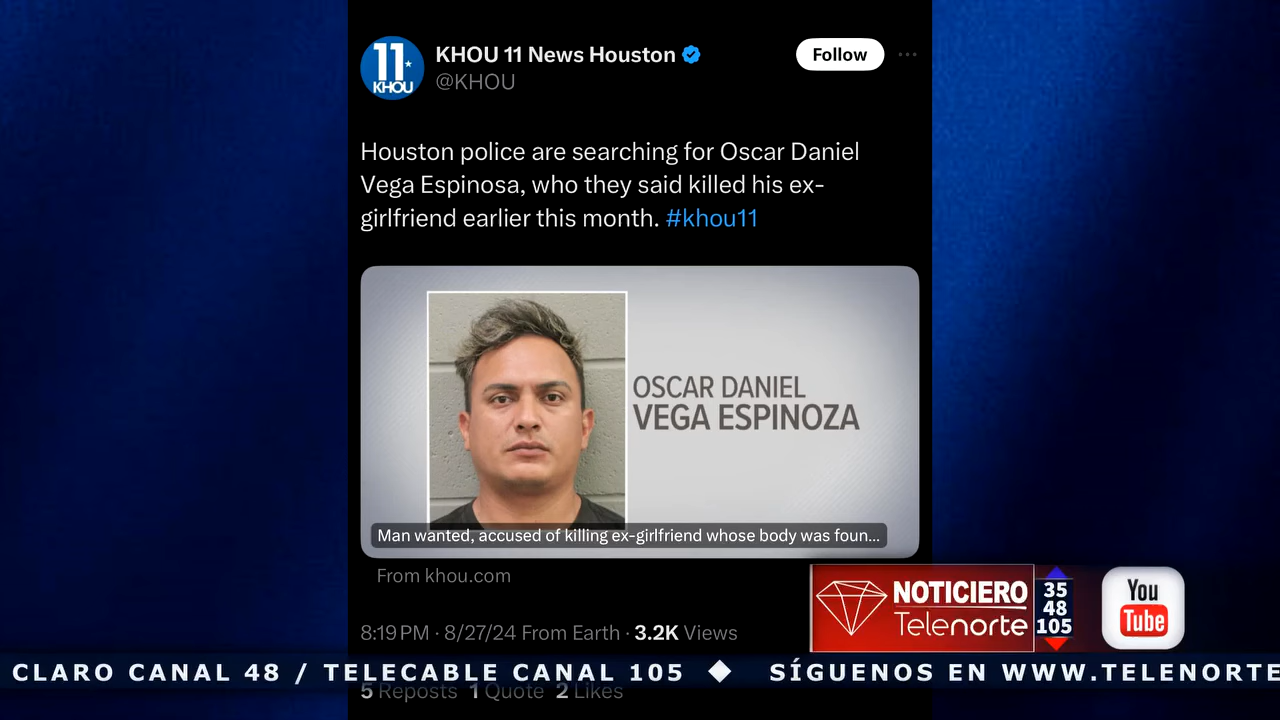 11
KHOU
KHOU 11 News Houston
@KHOU
Follow
Houston police are searching for Oscar Daniel
Vega Espinosa, who they said killed his ex-
girlfriend earlier this month. #khou11
OSCAR DANIEL
VEGA ESPINOZA
Man wanted, accused of killing ex-girlfriend whose body was foun...
From khou.com
8:19 PM · 8/27/24 From Earth · 3.2K Views
NOTICIERO
Telenorte
35
48
105
You
Tube
CLARO CANAL 48 / TELECABLE CANAL 105 ◆ SÍGUENOS EN WWW.TELENORTE
5 Reposts 1 Quote 2 Likes